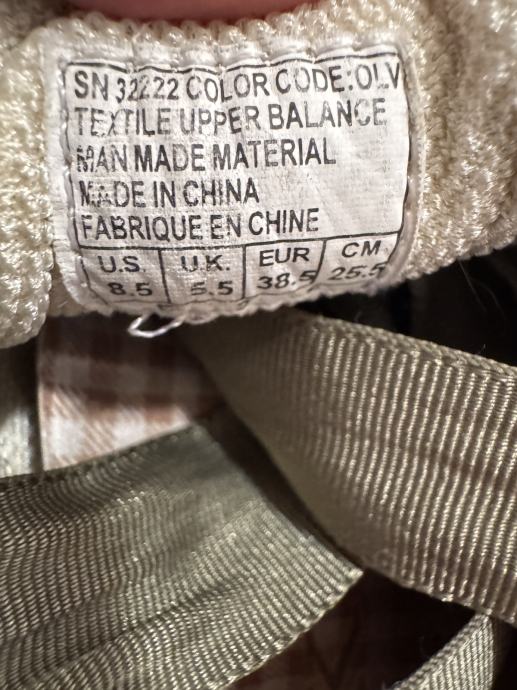 SN 32222 COLOR CODE:OLV
TEXTILE UPPER BALANCE
MAN MADE MATERIAL
MADE IN CHINA
FABRIQUE EN CHINE
U.S. U.K. EUR CM
8.5 5.5 38.5 25.5